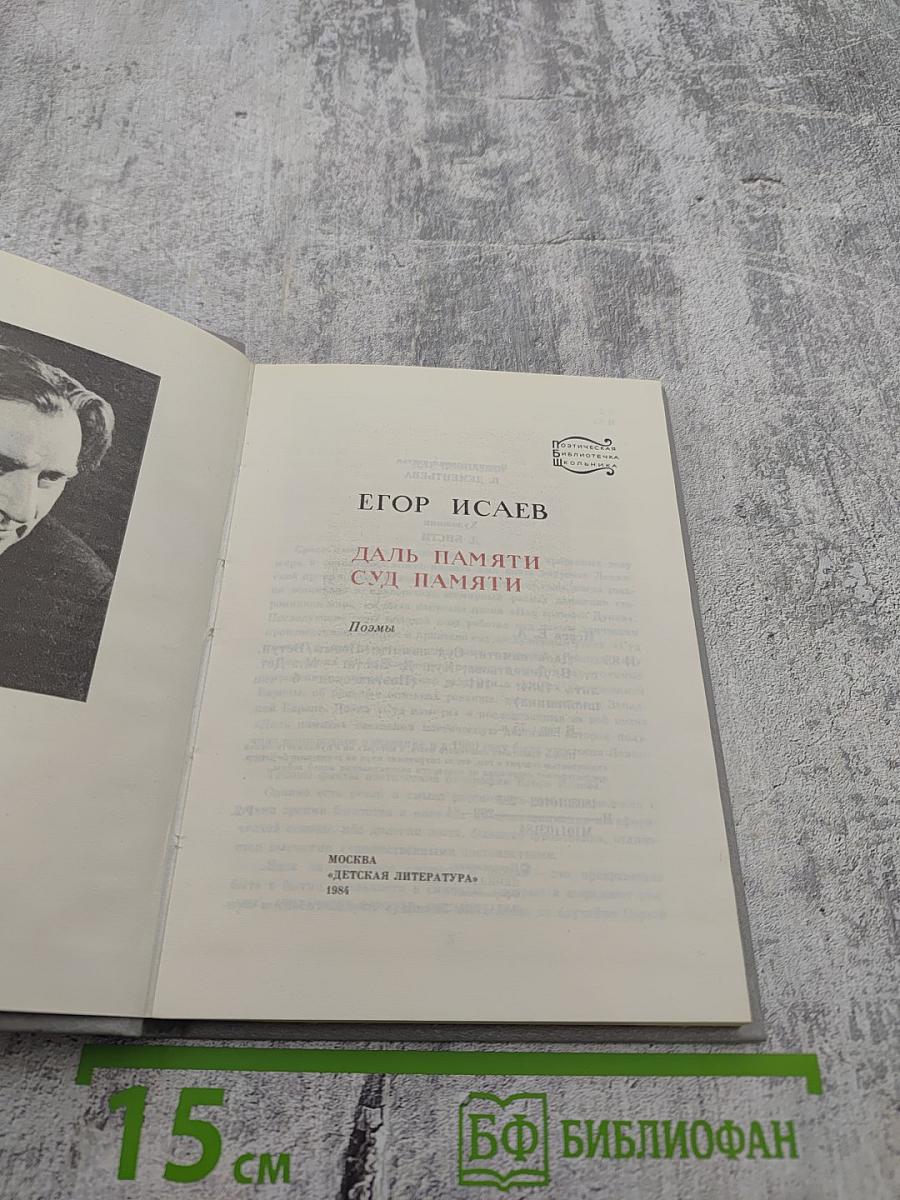 ПОЭТИЧЕСКАЯ
БИБЛИОТЕЧКА
ШКОЛЬНИКА
ЕГОР ИСАЕВ
ДАЛЬ ПАМЯТИ
СУД ПАМЯТИ
Поэмы
МОСКВА
«ДЕТСКАЯ ЛИТЕРАТУРА»
1984
15 см
БФ БИБЛИОФАН